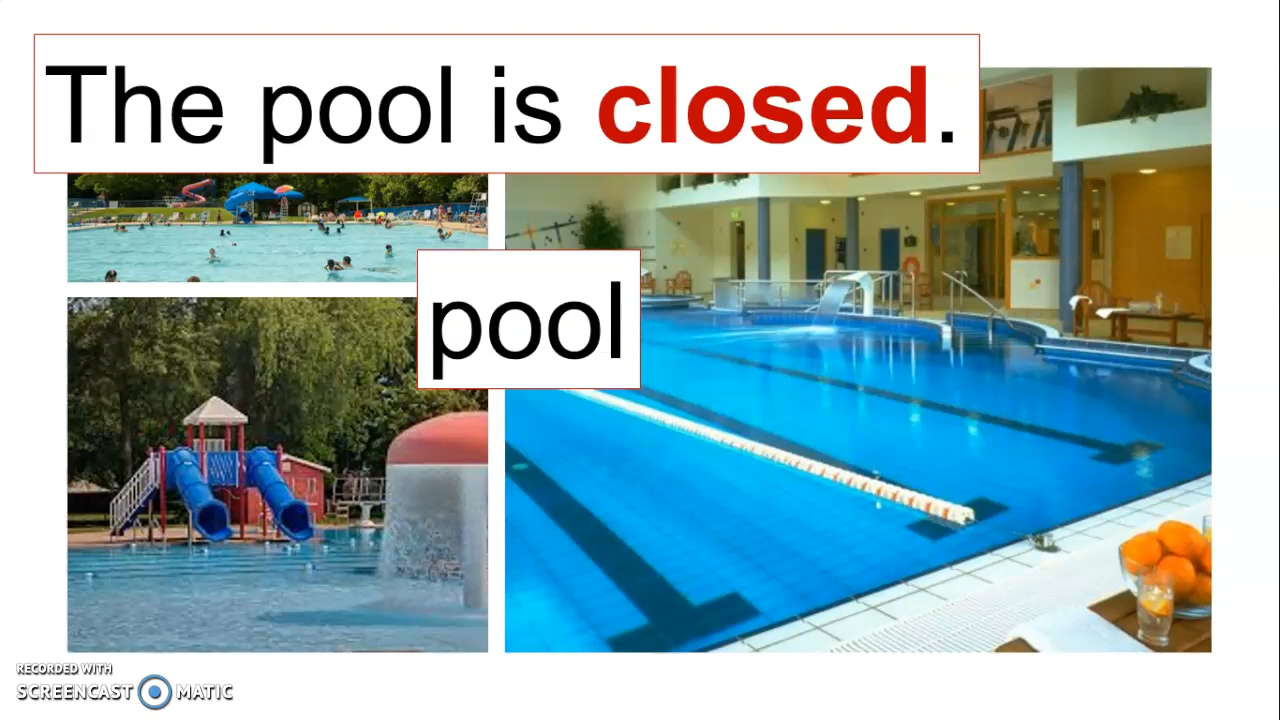 The pool is closed.
pool
RECORDED WITH
SCREENCAST MATIC